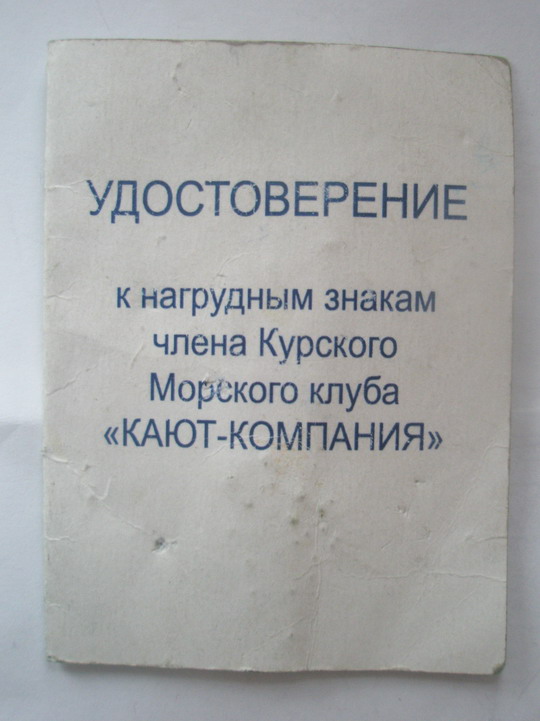 УДОСТОВЕРЕНИЕ
к нагрудным знакам
члена Курского
Морского клуба
«КАЮТ-КОМПАНИЯ»